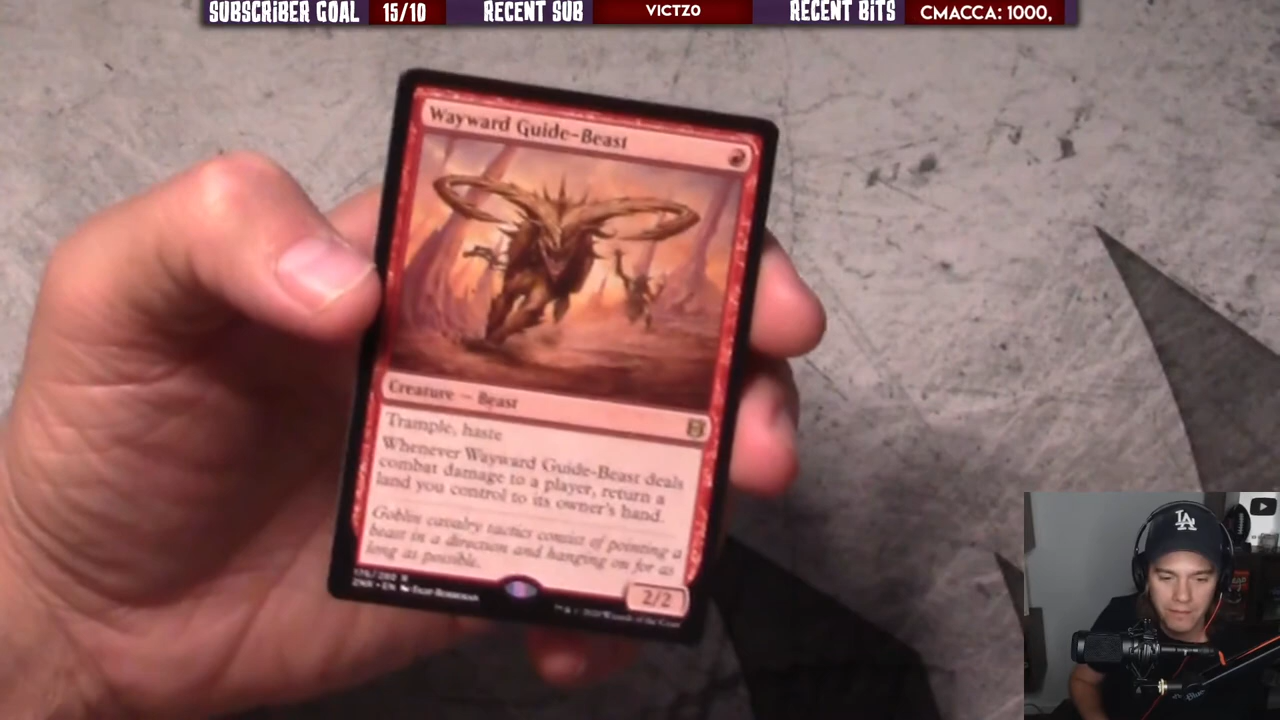 SUBSCRIBER GOAL 15/10 RECENT SUB VICTZO RECENT BITS CMACCA: 1000,
Wayward Guide-Beast
Creature — Beast
Trample, haste
Whenever Wayward Guide-Beast deals
combat damage to a player, return a
land you control to its owner's hand.
Goblin cavalry tactics consist of pointing a
beast in a direction and hanging on for as
long as possible.
2/2
LA